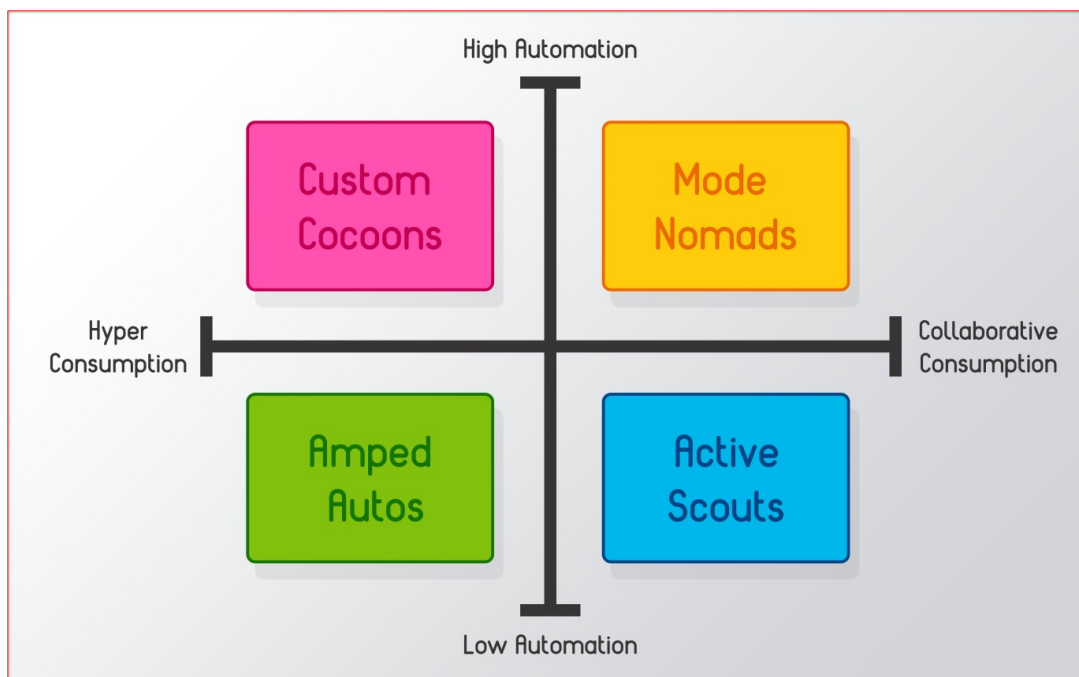 High Automation
Custom
Cocoons
Mode
Nomads
Hyper
Consumption
Collaborative
Consumption
Amped
Autos
Active
Scouts
Low Automation